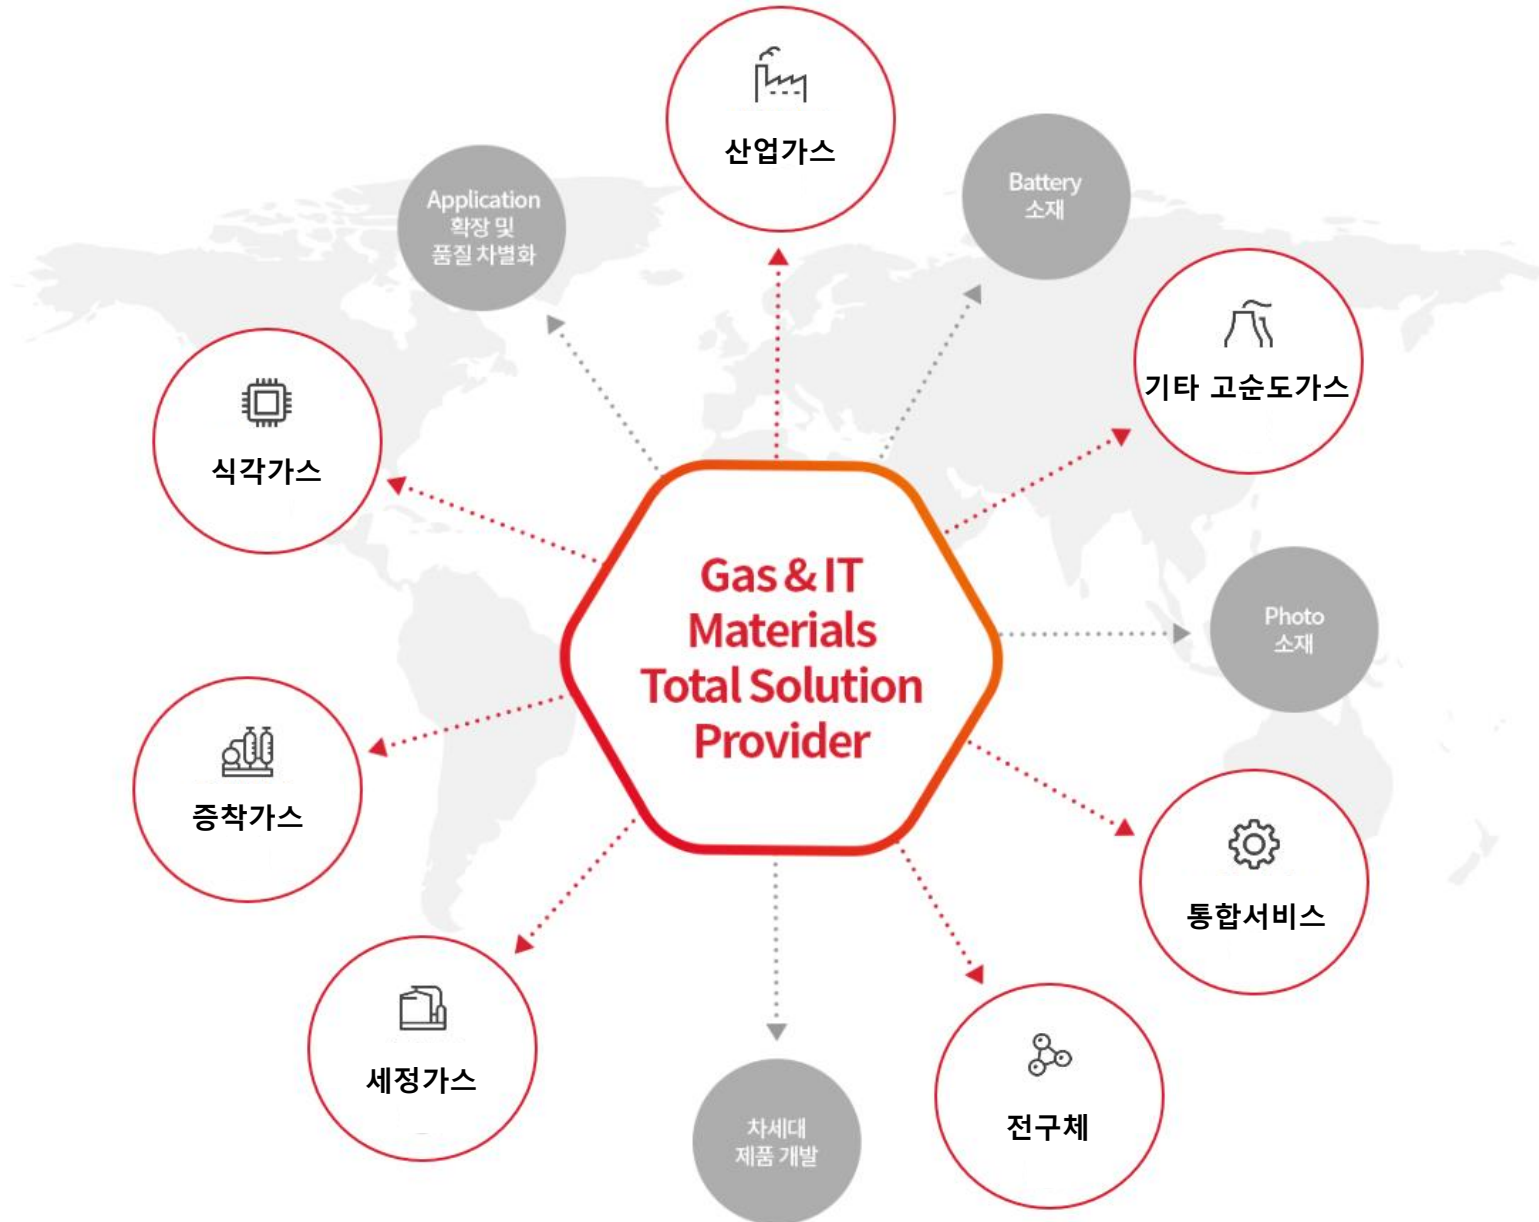 산업가스
Battery
소재
Application
확장 및
품질 차별화
기타 고순도가스
식각가스
Gas & IT
Materials
Total Solution
Provider
Photo
소재
증착가스
통합서비스
세정가스
전구체
차세대
제품 개발